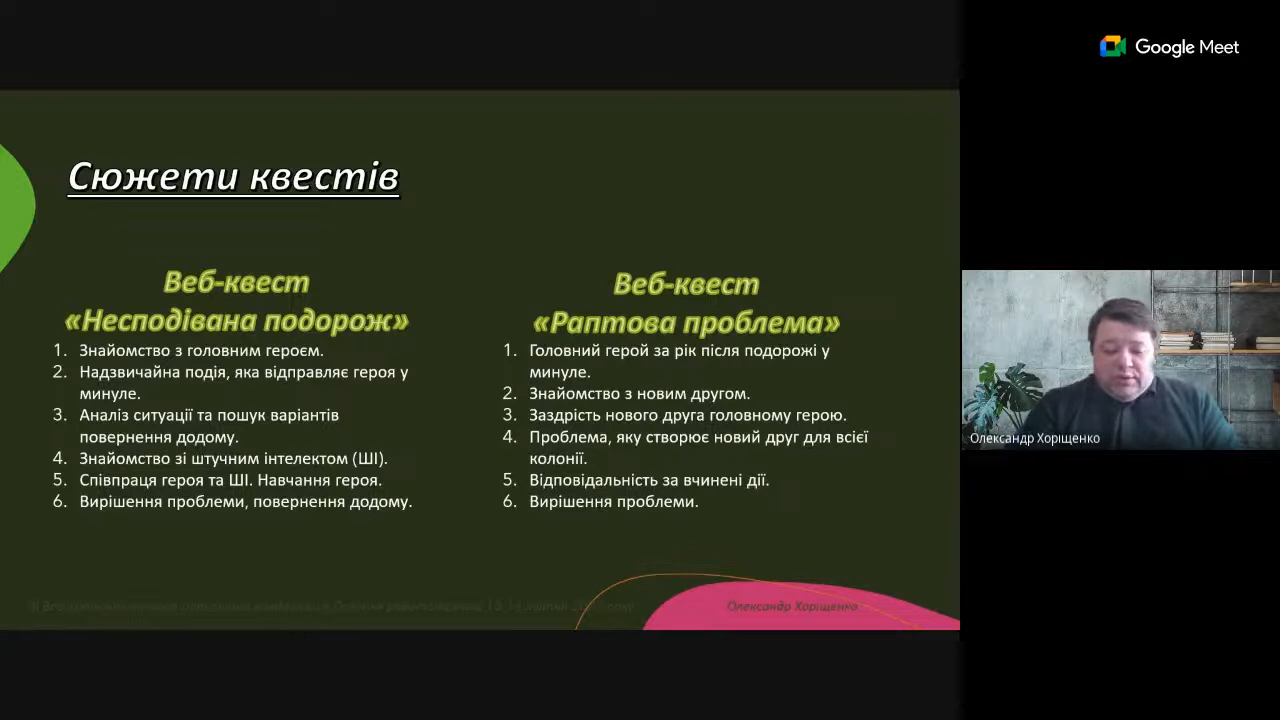 Google Meet
Сюжети квестів
Веб-квест
«Несподівана подорож»
1. Знайомство з головним героєм.
2. Надзвичайна подія, яка відправляє героя у
минуле.
3. Аналіз ситуації та пошук варіантів
повернення додому.
4. Знайомство зі штучним інтелектом (ШІ).
5. Співпраця героя та ШІ. Навчання героя.
6. Вирішення проблеми, повернення додому.
Веб-квест
«Раптова проблема»
1. Головний герой за рік після подорожі у
минуле.
2. Знайомство з новим другом.
3. Заздрість нового друга головному герою.
4. Проблема, яку створює новий друг для всієї
колонії.
5. Відповідальність за вчинені дії.
6. Вирішення проблеми.
Олександр Хоріщенко
Олександр Хоріщенко